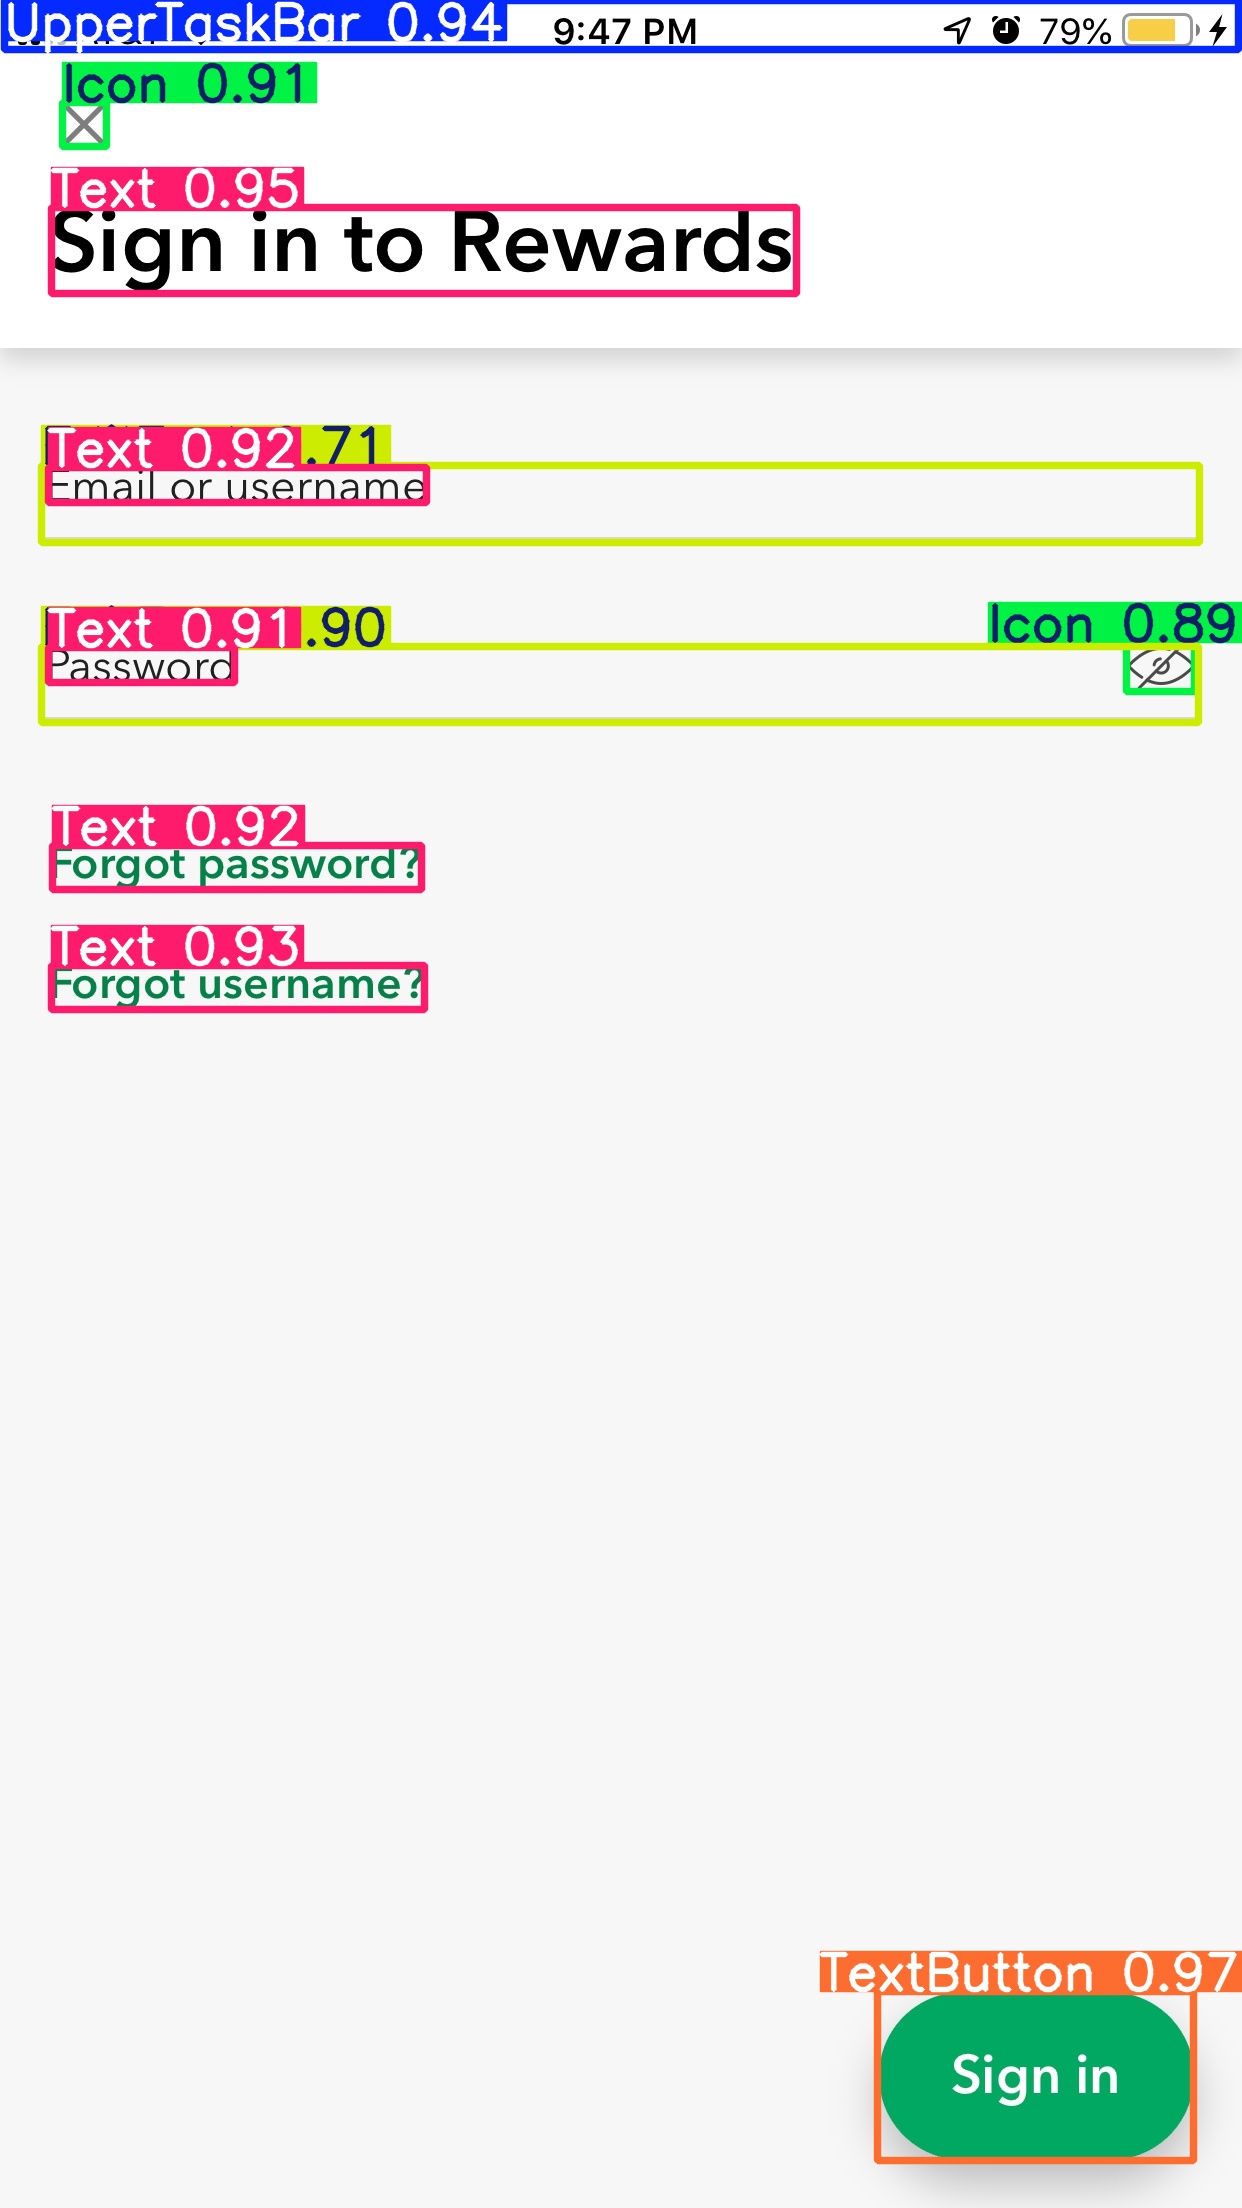 UpperTaskBar 0.94 9:47 PM 79%
Icon 0.91
Text 0.95
Sign in to Rewards
Text 0.92 .71
Email or username
Text 0.91 .90 Icon 0.89
Password
Text 0.92
Forgot password?
Text 0.93
Forgot username?
TextButton 0.97
Sign in